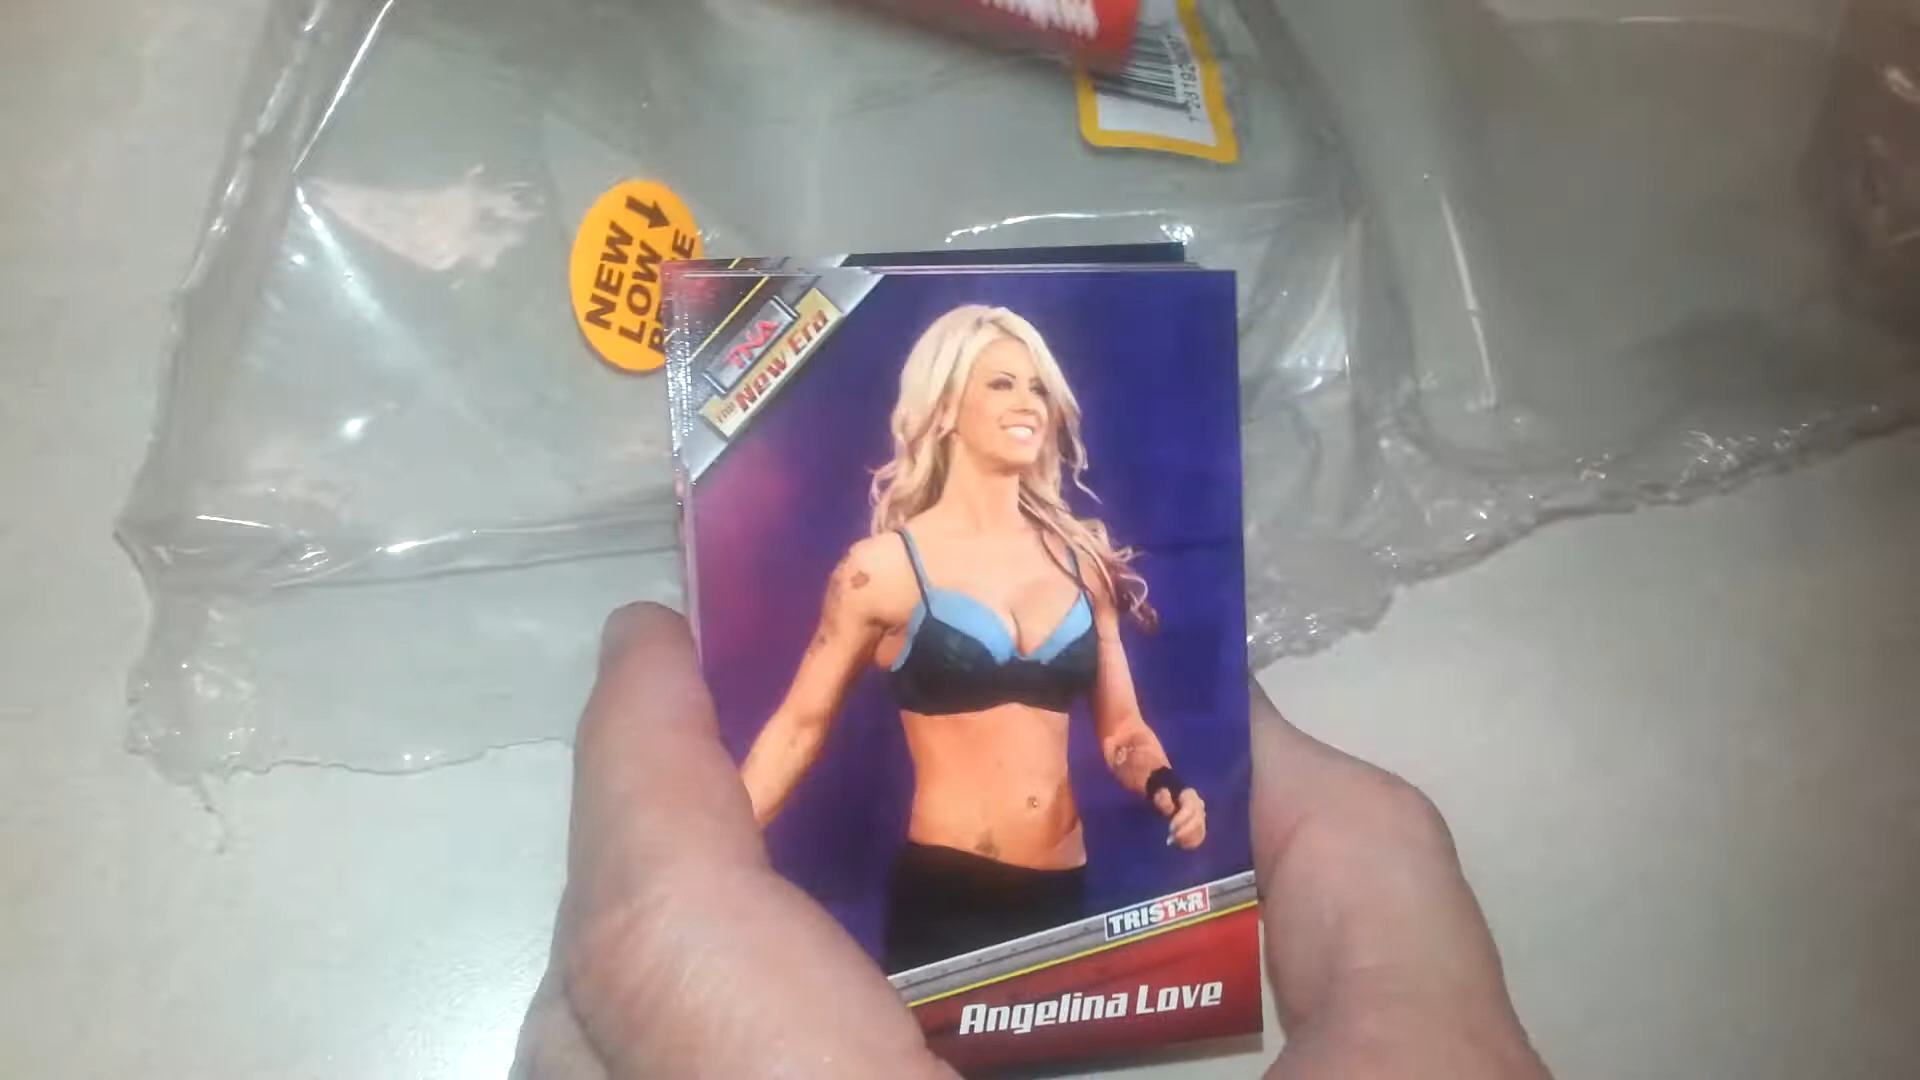 NEW
LOW
TNA
THE New Era
TRISTAR
Angelina Love